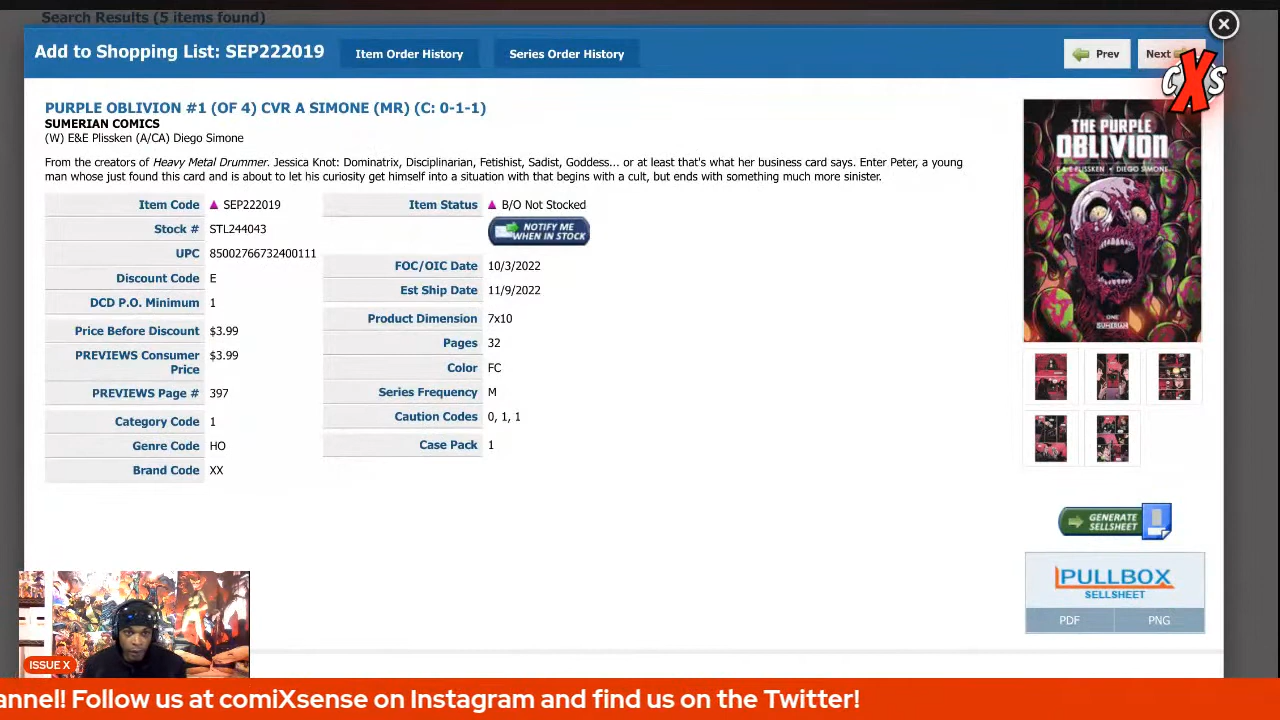 Search Results (5 items found)
Add to Shopping List: SEP222019
Item Order History
Series Order History
Prev
Next
CXS
PURPLE OBLIVION #1 (OF 4) CVR A SIMONE (MR) (C: 0-1-1)
SUMERIAN COMICS
(W) E&E Plissken (A/CA) Diego Simone
From the creators of Heavy Metal Drummer. Jessica Knot: Dominatrix, Disciplinarian, Fetishist, Sadist, Goddess... or at least that's what her business card says. Enter Peter, a young
man whose just found this card and is about to let his curiosity get him involved in a situation with that begins with a cult, but ends with something much more sinister.
Item Code SEP222019
Stock # STL244043
UPC 85002766732400111
Discount Code E
DCD P.O. Minimum 1
Price Before Discount $3.99
PREVIEWS Consumer
Price $3.99
PREVIEWS Page # 397
Category Code 1
Genre Code HO
Brand Code XX
Item Status B/O Not Stocked
NOTIFY ME
WHEN IN STOCK
FOC/OIC Date 10/3/2022
Est Ship Date 11/9/2022
Product Dimension 7x10
Pages 32
Color FC
Series Frequency M
Caution Codes 0, 1, 1
Case Pack 1
THE PURPLE
OBLIVION
E&E PLISSKEN • DIEGO SIMONE
ONE
SUMERIAN
GENERATE
SELLSHEET
PULLBOX
SELLSHEET
PDF
PNG
ISSUE X
annel! Follow us at comiXsense on Instagram and find us on the Twitter!